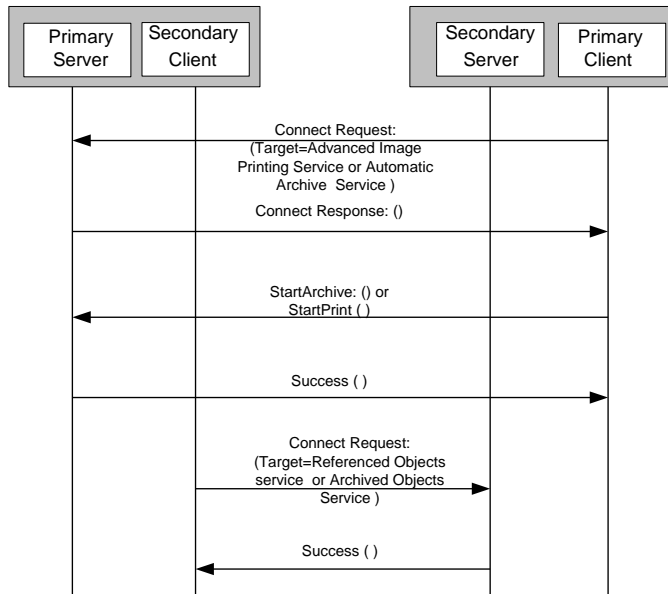 Primary
Server
Secondary
Client
Secondary
Server
Primary
Client
Connect Request:
(Target=Advanced Image
Printing Service or Automatic
Archive Service )
Connect Response: ()
StartArchive: () or
StartPrint ( )
Success ( )
Connect Request:
(Target=Referenced Objects
service or Archived Objects
Service )
Success ( )